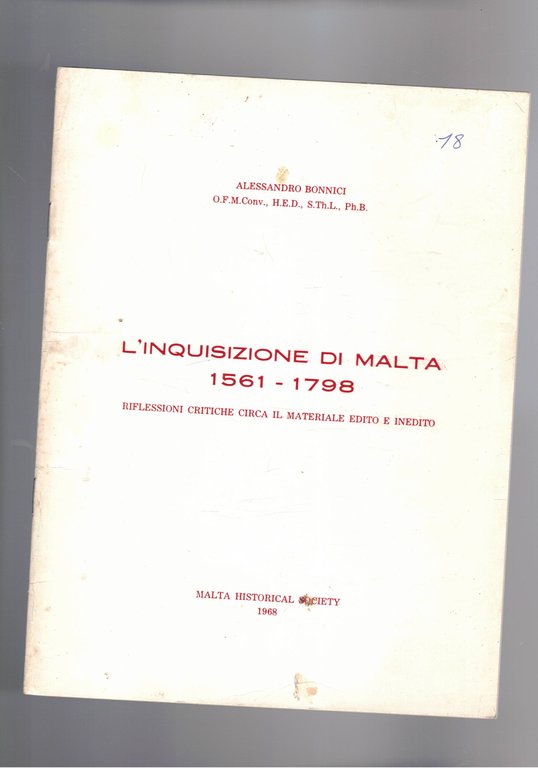 18
ALESSANDRO BONNICI
O.F.M.Conv., H.E.D., S.Th.L., Ph.B.
L'INQUISIZIONE DI MALTA
1561 - 1798
RIFLESSIONI CRITICHE CIRCA IL MATERIALE EDITO E INEDITO
MALTA HISTORICAL SOCIETY
1968